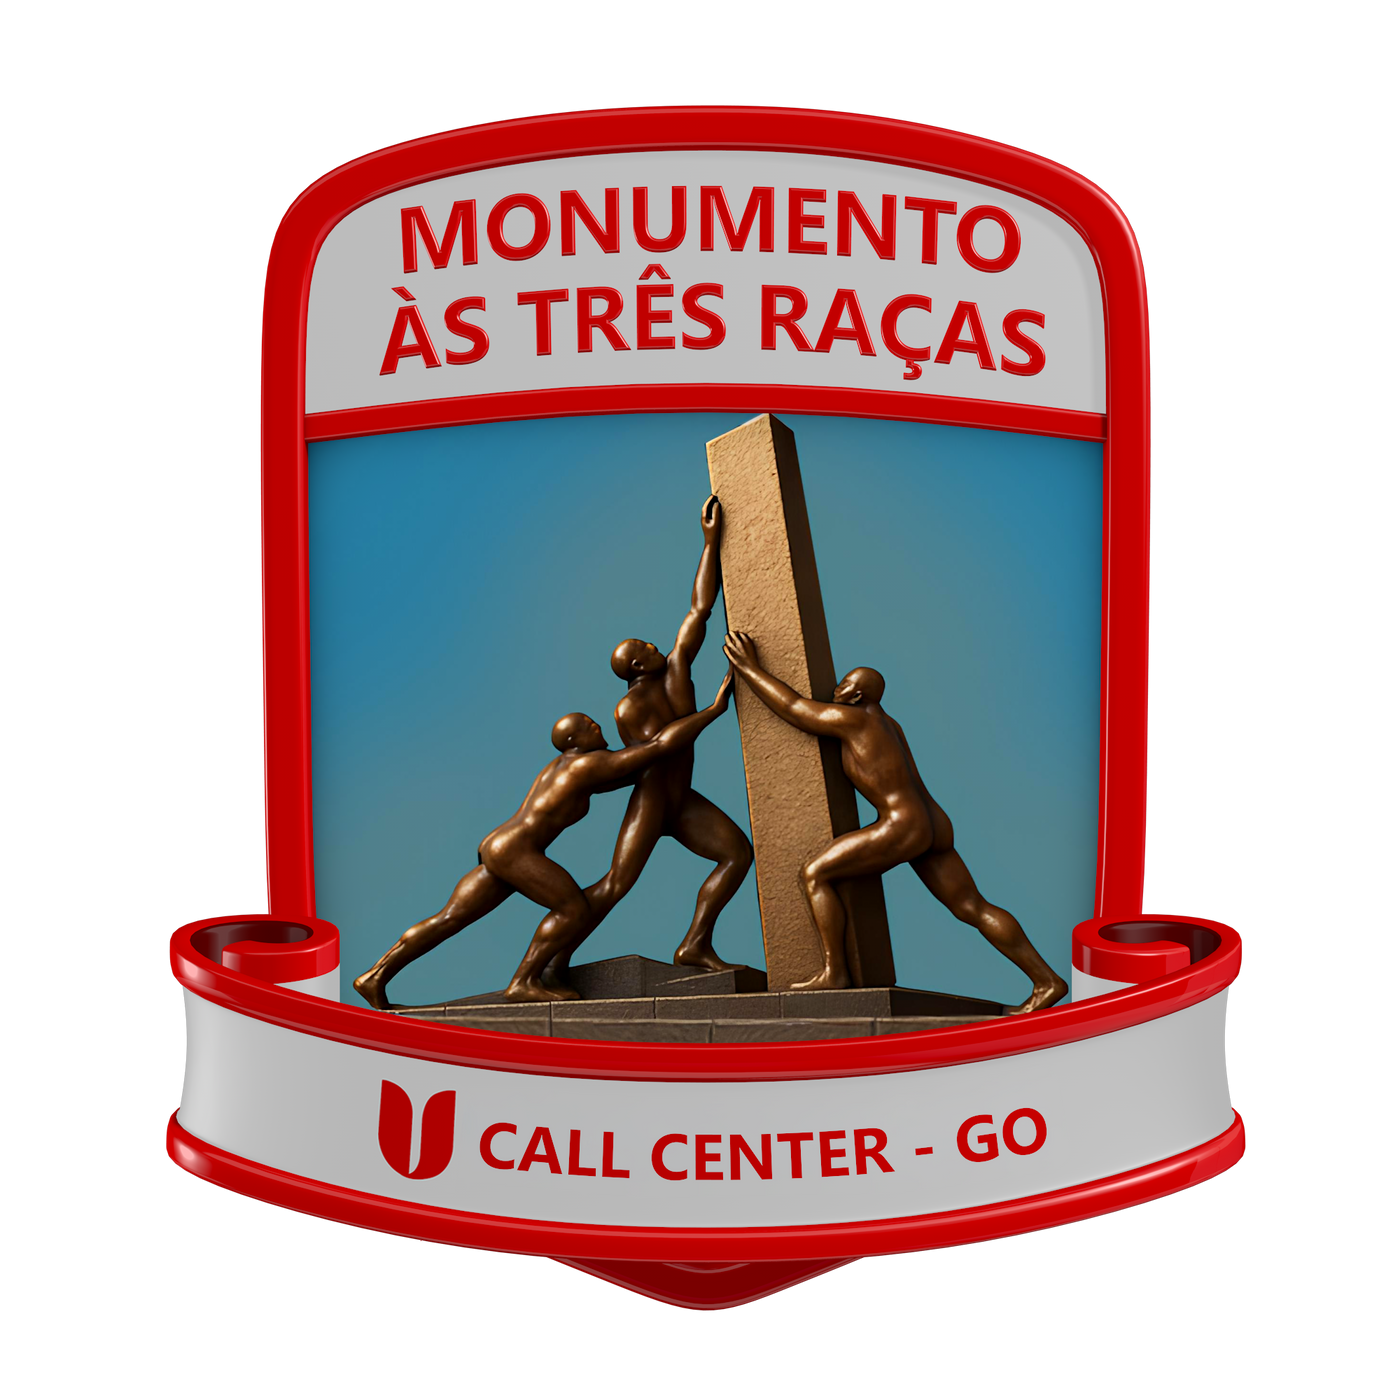 MONUMENTO
ÀS TRÊS RAÇAS
CALL CENTER - GO